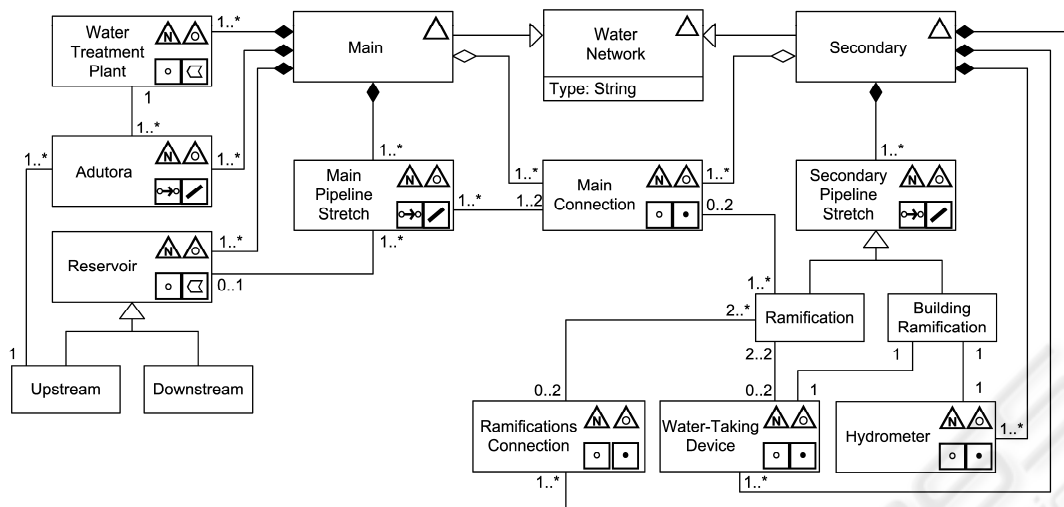 Water
Treatment
Plant
N
1..*
Main
Water
Network
Type: String
Secondary
1
1..*
1..*
Adutora
N
1..*
1..*
Main
Pipeline
Stretch
N
1..*
1..2
1..*
Main
Connection
N
1..*
0..2
1..*
Secondary
Pipeline
Stretch
N
Reservoir
N
1..*
0..1
1..*
1..*
2..*
Ramification
Building
Ramification
2..2
1
1
1
Upstream
Downstream
0..2
0..2
1
1
Ramifications
Connection
N
Water-Taking
Device
N
Hydrometer
N
1..*
1..*
1..*